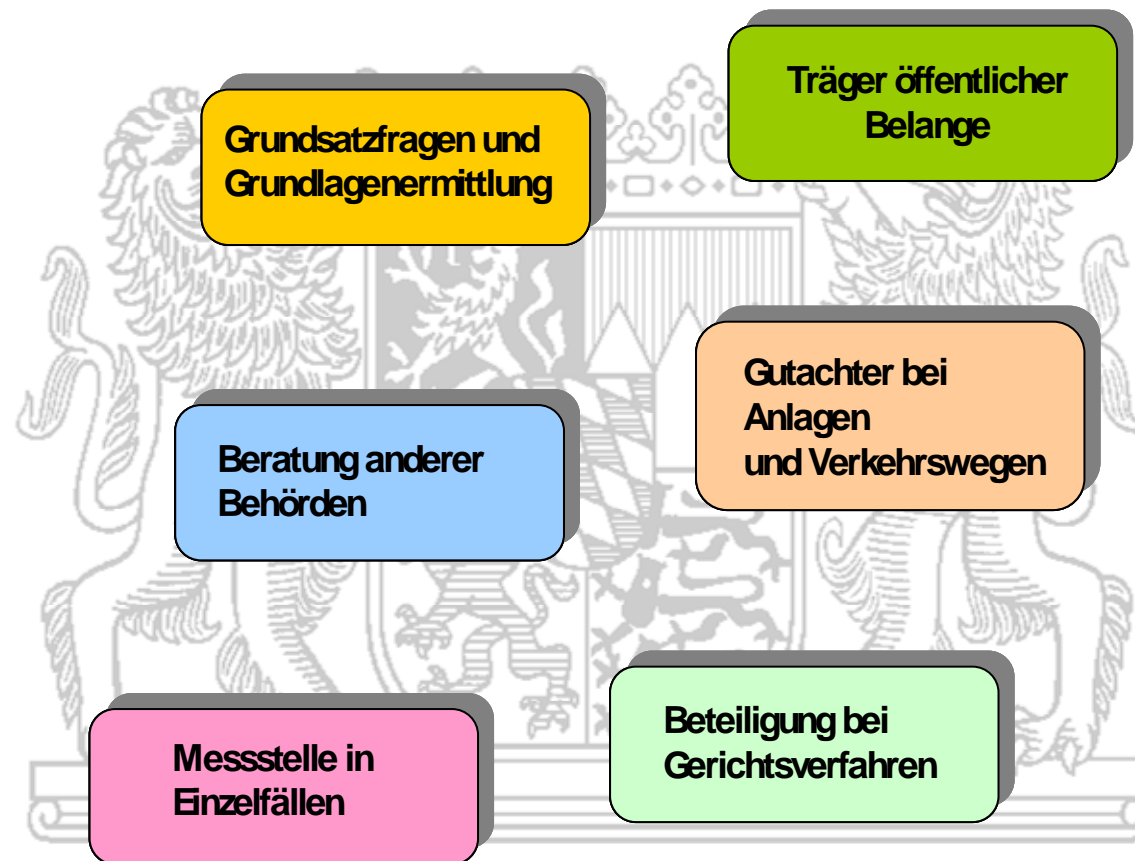 Träger öffentlicher
Belange
Grundsatzfragen und
Grundlagenermittlung
Gutachter bei
Anlagen
und Verkehrswegen
Beratung anderer
Behörden
Beteiligung bei
Gerichtsverfahren
Messstelle in
Einzelfällen